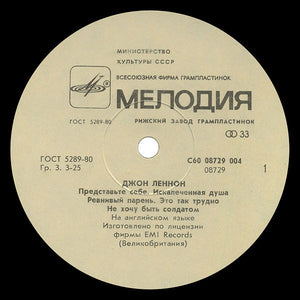 МИНИСТЕРСТВО
КУЛЬТУРЫ СССР
ВСЕСОЮЗНАЯ ФИРМА ГРАМПЛАСТИНОК
МЕЛОДИЯ
ГОСТ 5289-80
РИЖСКИЙ ЗАВОД ГРАМПЛАСТИНОК
33
ГОСТ 5289-80
С60 08729 004
Гр. 3. 3-25
08729
1
ДЖОН ЛЕННОН
Представьте себе. Искалеченная душа
Ревнивый парень. Это так трудно
Не хочу быть солдатом
На английском языке
Изготовлено по лицензии
фирмы EMI Records
(Великобритания)